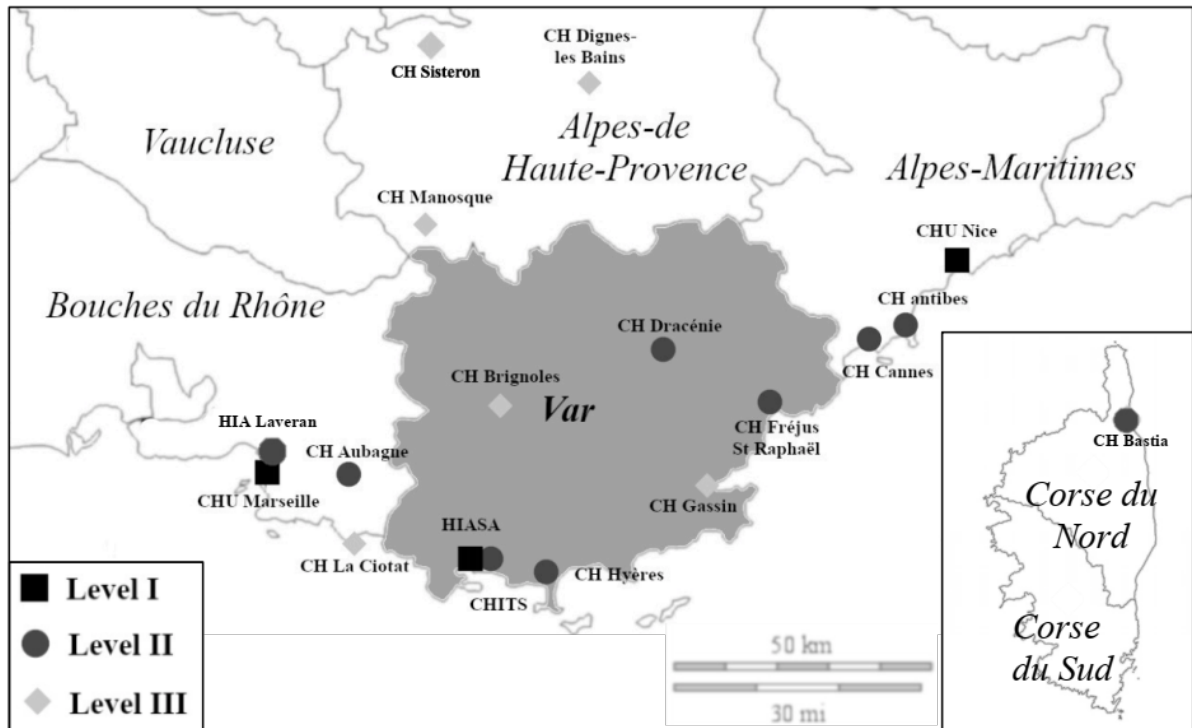 CH Dignes-
les Bains
CH Sisteron
Vaucluse
Alpes-de
Haute-Provence
Alpes-Maritimes
CH Manosque
CHU Nice
Bouches du Rhône
CH antibes
CH Dracénie
CH Cannes
CH Brignoles
Var
HIA Laveran
CH Aubagne
CH Fréjus
St Raphaël
CH Bastia
CHU Marseille
CH Gassin
Corse du
Nord
HIASA
CH La Ciotat
CH Hyères
CHITS
Corse
du Sud
Level I
Level II
Level III
50 km
30 mi